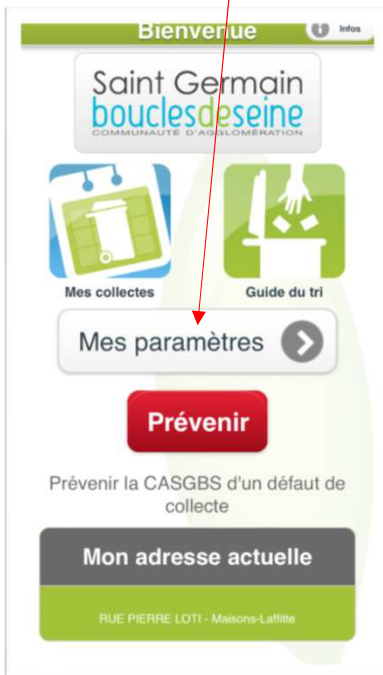 Bienvenue
Infos
Saint Germain
bouclesdeseine
COMMUNAUTÉ D'AGGLOMÉRATION
Mes collectes
Guide du tri
Mes paramètres
Prévenir
Prévenir la CASGBS d'un défaut de
collecte
Mon adresse actuelle
RUE PIERRE LOTI - Maisons-Laffitte